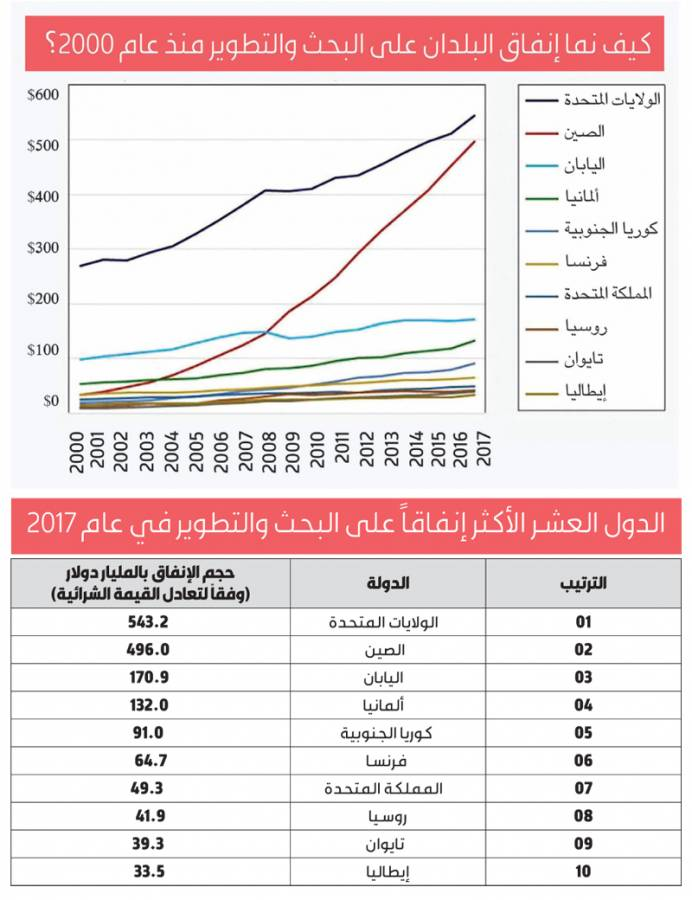 كيف نما إنفاق البلدان على البحث والتطوير منذ عام 2000؟
$600
$500
$400
$300
$200
$100
$0
2000 2001 2002 2003 2004 2005 2006 2007 2008 2009 2010 2011 2012 2013 2014 2015 2016 2017
الولايات المتحدة
الصين
اليابان
ألمانيا
كوريا الجنوبية
فرنسا
المملكة المتحدة
روسيا
تايوان
إيطاليا
الدول العشر الأكثر إنفاقاً على البحث والتطوير في عام 2017
الترتيب الدولة حجم الإنفاق بالمليار دولار
(وفقاً لتعادل القيمة الشرائية)
01 الولايات المتحدة 543.2
02 الصين 496.0
03 اليابان 170.9
04 ألمانيا 132.0
05 كوريا الجنوبية 91.0
06 فرنسا 64.7
07 المملكة المتحدة 49.3
08 روسيا 41.9
09 تايوان 39.3
10 إيطاليا 33.5